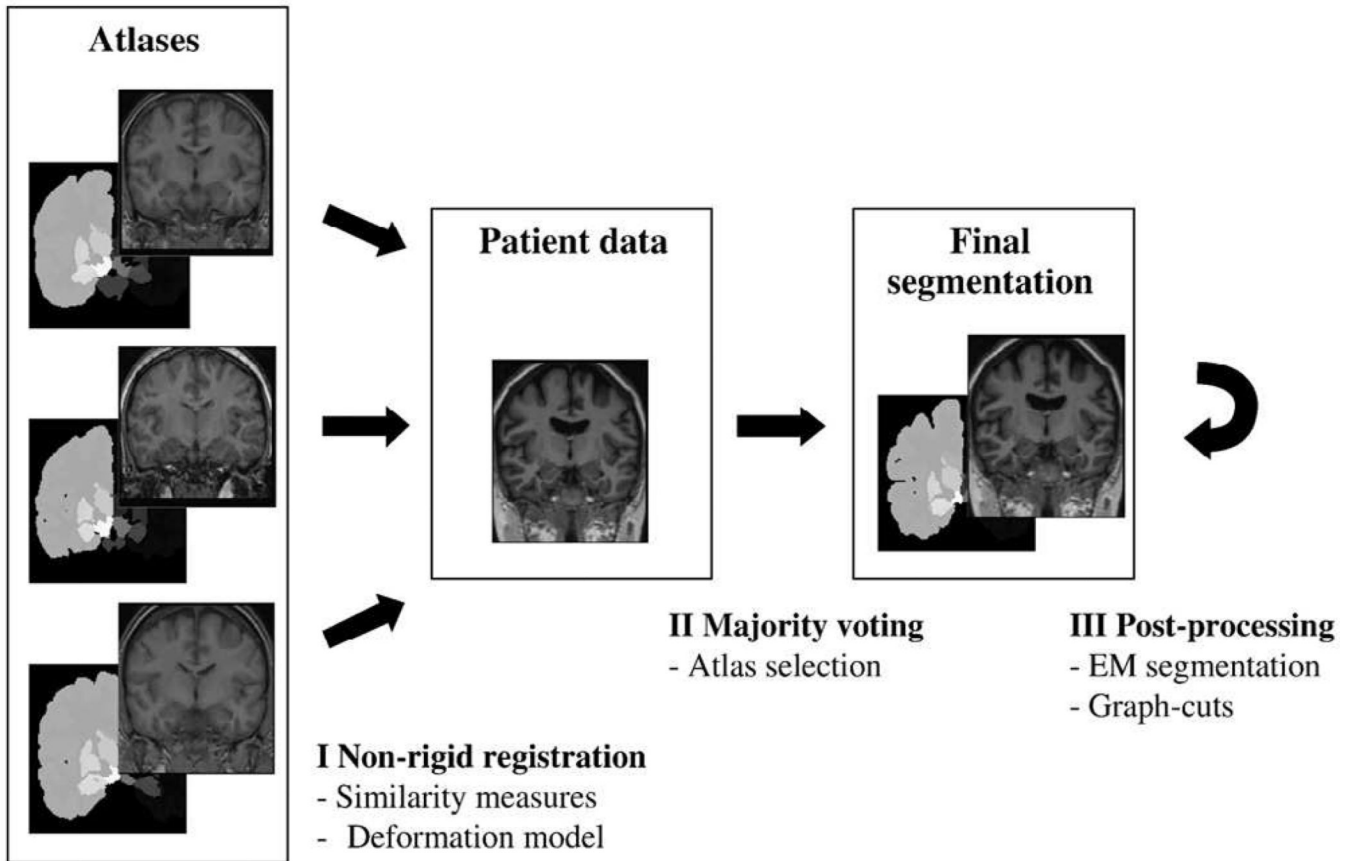 Atlases
Patient data
Final
segmentation
I Non-rigid registration
- Similarity measures
- Deformation model
II Majority voting
- Atlas selection
III Post-processing
- EM segmentation
- Graph-cuts